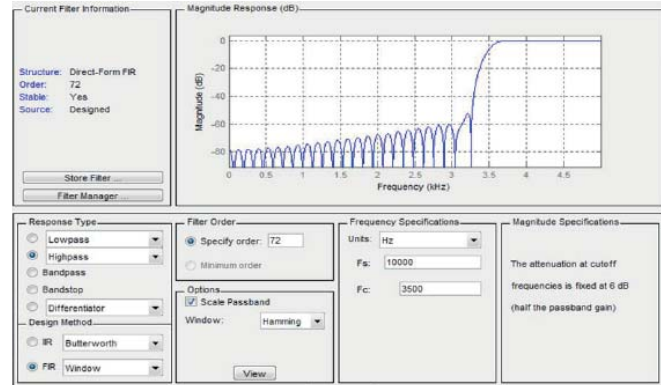 Current Filter Information
Structure: Direct-Form FIR
Order: 72
Stable: Yes
Source: Designed
Store Filter ...
Filter Manager ...
Magnitude Response (dB)
Magnitude (dB)
0
-20
-40
-60
-80
0 0.5 1 1.5 2 2.5 3 3.5 4 4.5
Frequency (kHz)
Response Type
Lowpass
Highpass
Bandpass
Bandstop
Differentiator
Design Method
IIR Butterworth
FIR Window
Filter Order
Specify order: 72
Minimum order
Options
Scale Passband
Window: Hamming
View
Frequency Specifications
Units: Hz
Fs: 10000
Fc: 3500
Magnitude Specifications
The attenuation at cutoff
frequencies is fixed at 6 dB
(half the passband gain)